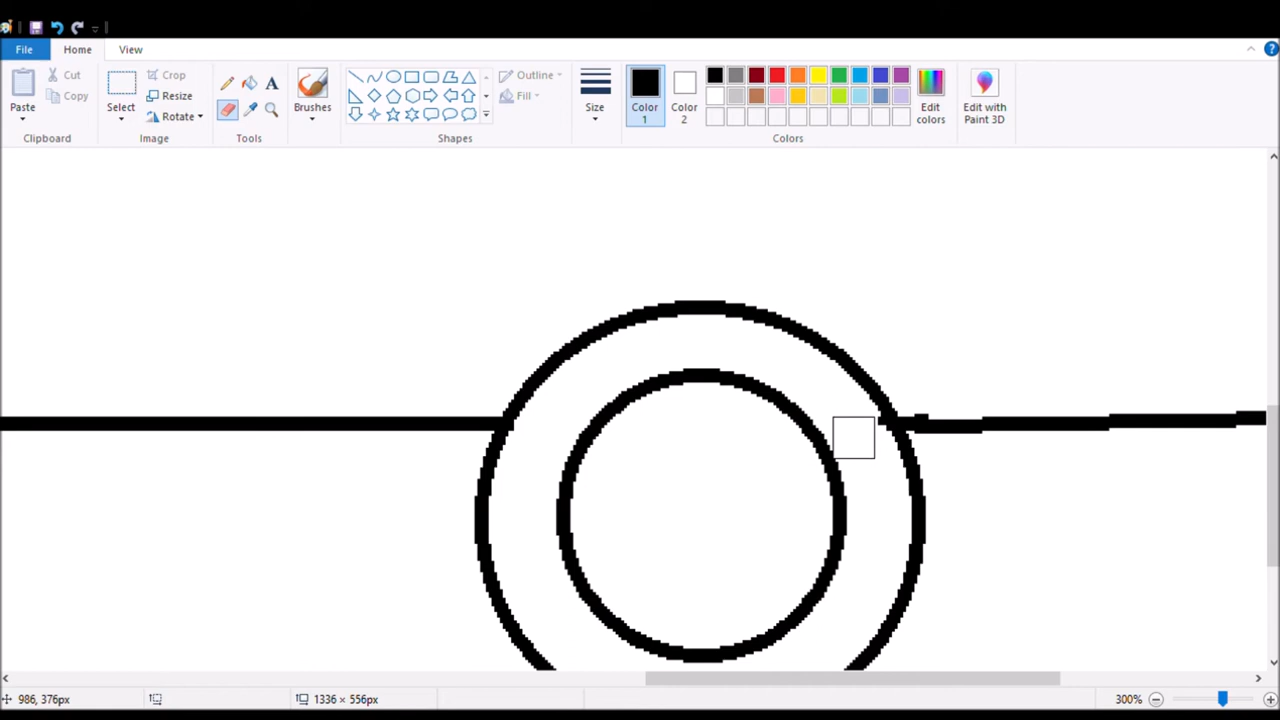 File Home View
Paste
Cut
Copy
Clipboard
Select
Crop
Resize
Rotate
Image
A
Tools
Brushes
Outline
Fill
Shapes
Size
Color 1
Color 2
Edit colors
Colors
Edit with Paint 3D
?
986, 376px
1336 × 556px
300%